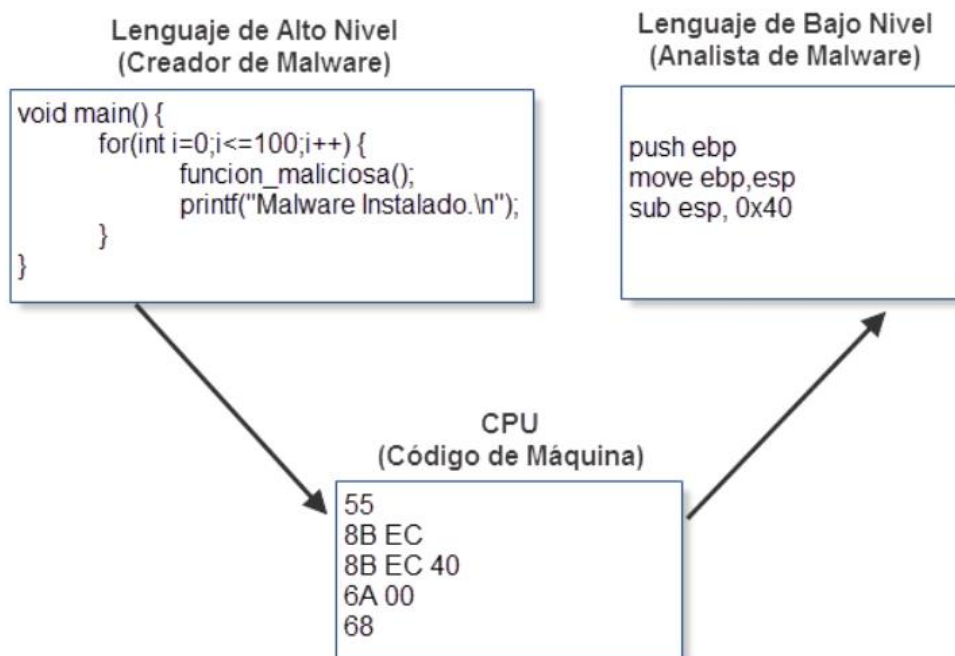 Lenguaje de Alto Nivel
(Creador de Malware)
void main() {
for(int i=0;i<=100;i++) {
funcion_maliciosa();
printf("Malware Instalado.\n");
}
}
Lenguaje de Bajo Nivel
(Analista de Malware)
push ebp
move ebp,esp
sub esp, 0x40
CPU
(Código de Máquina)
55
8B EC
8B EC 40
6A 00
68